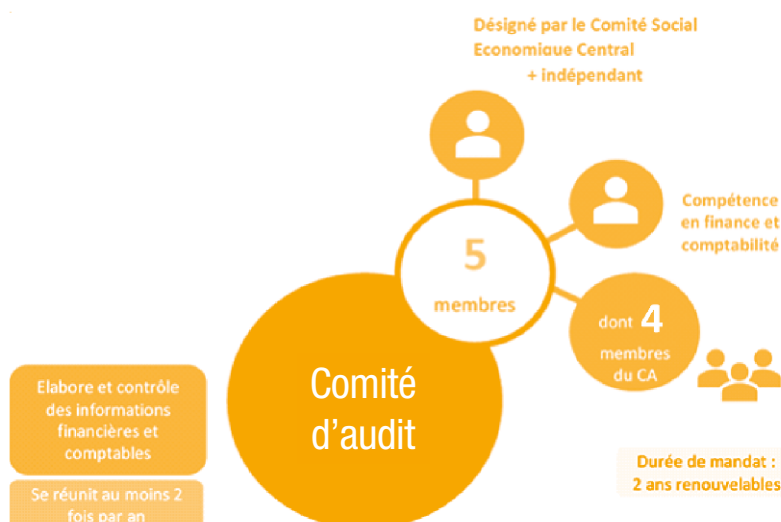 Désigné par le Comité Social
Economique Central
+ indépendant
Compétence
en finance et
comptabilité
5
membres
dont 4
membres
du CA
Comité
d'audit
Elabore et contrôle
des informations
financières et
comptables
Se réunit au moins 2
fois par an
Durée de mandat :
2 ans renouvelables